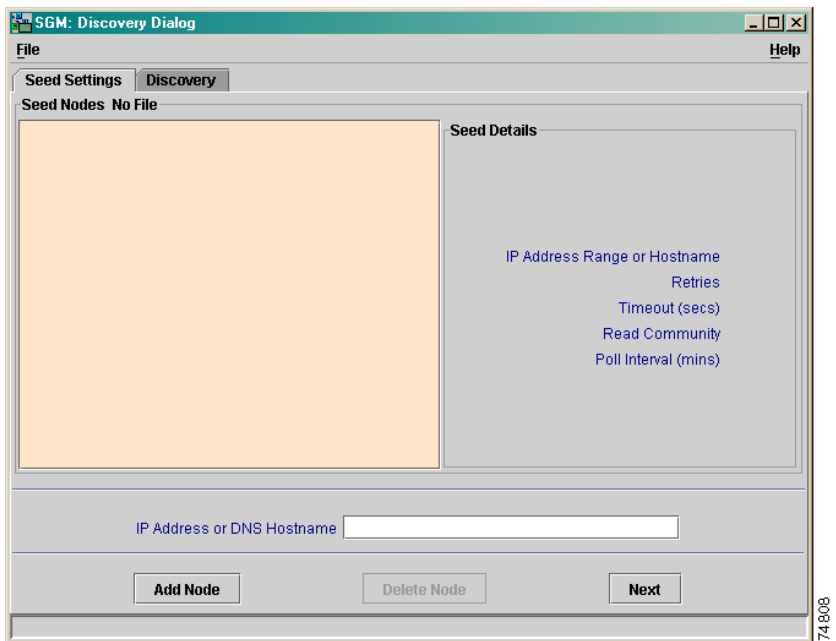 SGM: Discovery Dialog
File Help
Seed Settings Discovery
Seed Nodes No File
Seed Details
IP Address Range or Hostname
Retries
Timeout (secs)
Read Community
Poll Interval (mins)
IP Address or DNS Hostname
Add Node Delete Node Next
74808